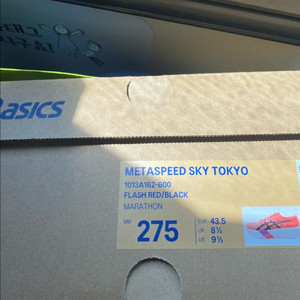 asics
METASPEED SKY TOKYO
1013A162-600
FLASH RED/BLACK
MARATHON
MM 275
EUR 43.5
UK 8½
US 9½